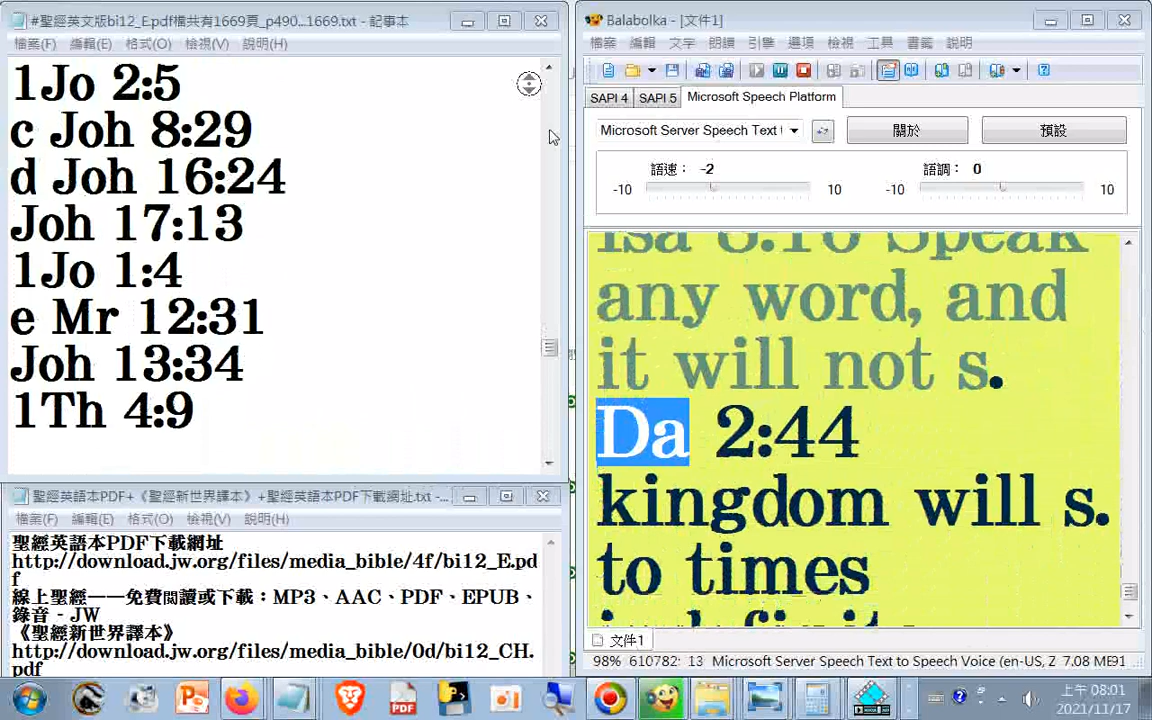 #聖經英文版bi12_E.pdf檔共有1669頁_p490...1669.txt - 記事本
檔案(F) 編輯(E) 格式(O) 檢視(V) 說明(H)
1Jo 2:5
c Joh 8:29
d Joh 16:24
Joh 17:13
1Jo 1:4
e Mr 12:31
Joh 13:34
1Th 4:9
聖經英語本PDF+《聖經新世界譯本》+聖經英語本PDF下載網址.txt -...
檔案(F) 編輯(E) 格式(O) 檢視(V) 說明(H)
聖經英語本PDF下載網址
http://download.jw.org/files/media_bible/4f/bi12_E.pd
f
線上聖經——免費閱讀或下載：MP3、AAC、PDF、EPUB、
錄音 - JW
《聖經新世界譯本》
http://download.jw.org/files/media_bible/0d/bi12_CH.
pdf
Balabolka - [文件1]
檔案 編輯 文字 朗讀 引擎 選項 檢視 工具 書籤 說明
SAPI 4 SAPI 5 Microsoft Speech Platform
Microsoft Server Speech Text 關於 預設
語速： -2 語調： 0
-10 10 -10 10
Isa 8:10 Speak
any word, and
it will not s.
Da 2:44
kingdom will s.
to times
indefinite
文件1
98% 610782: 13 Microsoft Server Speech Text to Speech Voice (en-US, Z 7.08 ME91
上午 08:01
2021/11/17